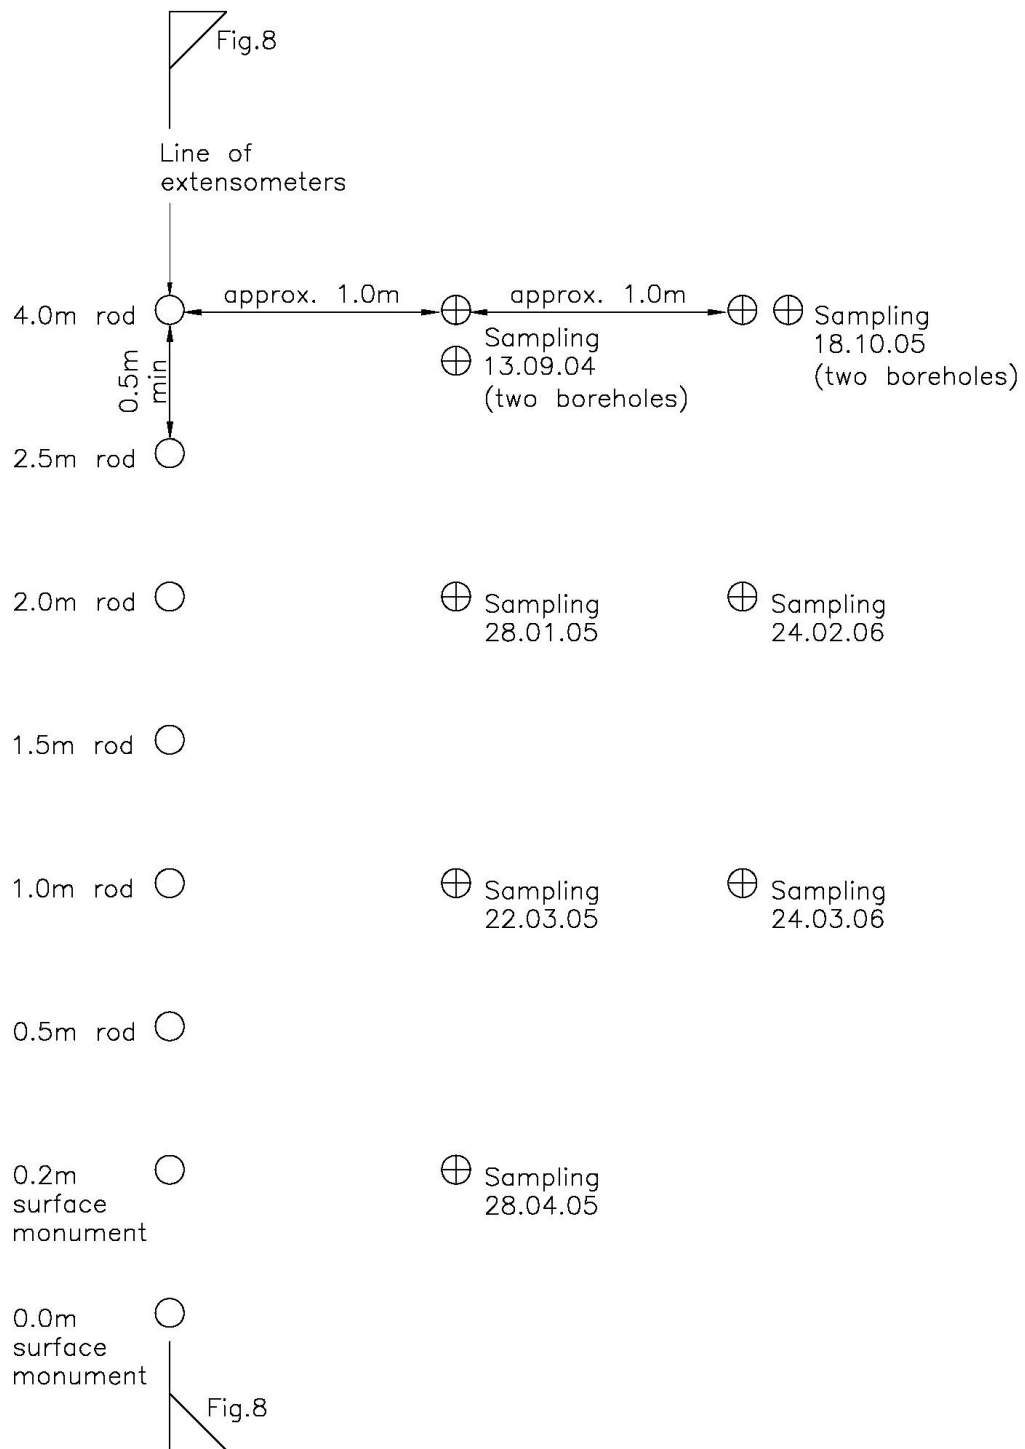 Fig.8
Line of
extensometers
4.0m rod
approx. 1.0m
approx. 1.0m
Sampling
13.09.04
(two boreholes)
Sampling
18.10.05
(two boreholes)
0.5m
min
2.5m rod
2.0m rod
Sampling
28.01.05
Sampling
24.02.06
1.5m rod
1.0m rod
Sampling
22.03.05
Sampling
24.03.06
0.5m rod
0.2m
surface
monument
Sampling
28.04.05
0.0m
surface
monument
Fig.8